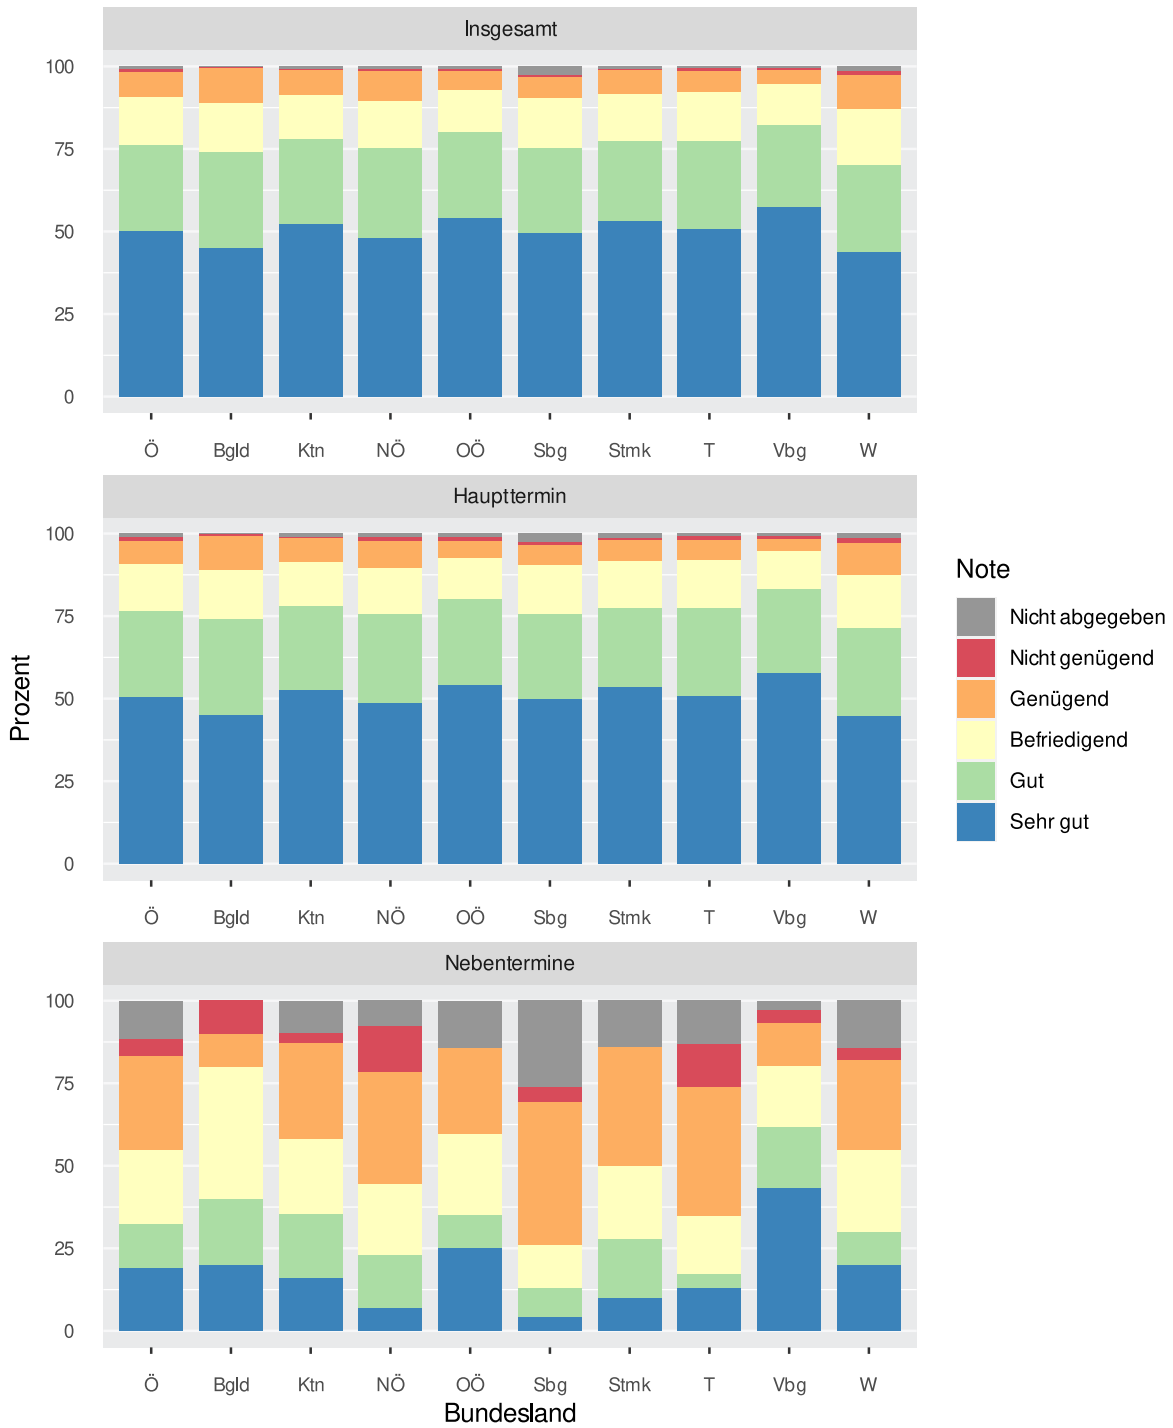 Insgesamt
100
75
50
25
0
Ö Bgld Ktn NÖ OÖ Sbg Stmk T Vbg W
Haupttermin
100
75
50
25
0
Ö Bgld Ktn NÖ OÖ Sbg Stmk T Vbg W
Nebentermine
100
75
50
25
0
Ö Bgld Ktn NÖ OÖ Sbg Stmk T Vbg W
Bundesland
Prozent
Note
Nicht abgegeben
Nicht genügend
Genügend
Befriedigend
Gut
Sehr gut